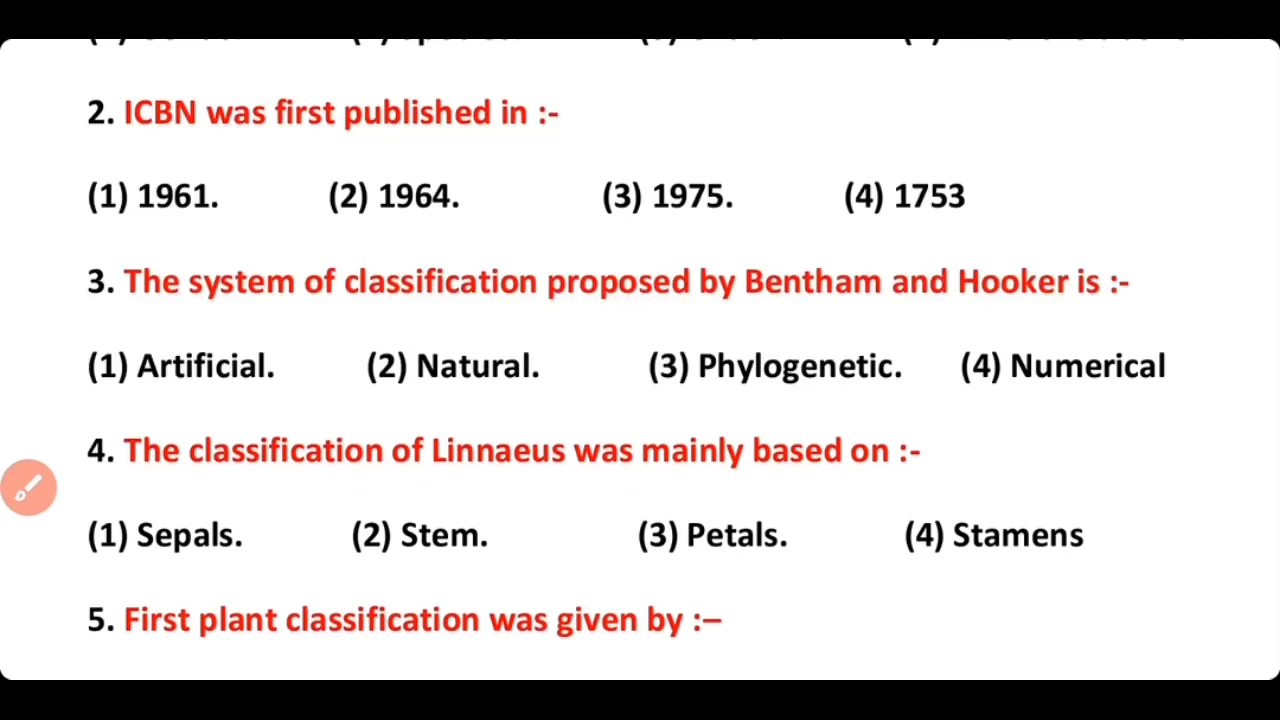 2. ICBN was first published in :-
(1) 1961. (2) 1964. (3) 1975. (4) 1753
3. The system of classification proposed by Bentham and Hooker is :-
(1) Artificial. (2) Natural. (3) Phylogenetic. (4) Numerical
4. The classification of Linnaeus was mainly based on :-
(1) Sepals. (2) Stem. (3) Petals. (4) Stamens
5. First plant classification was given by :–